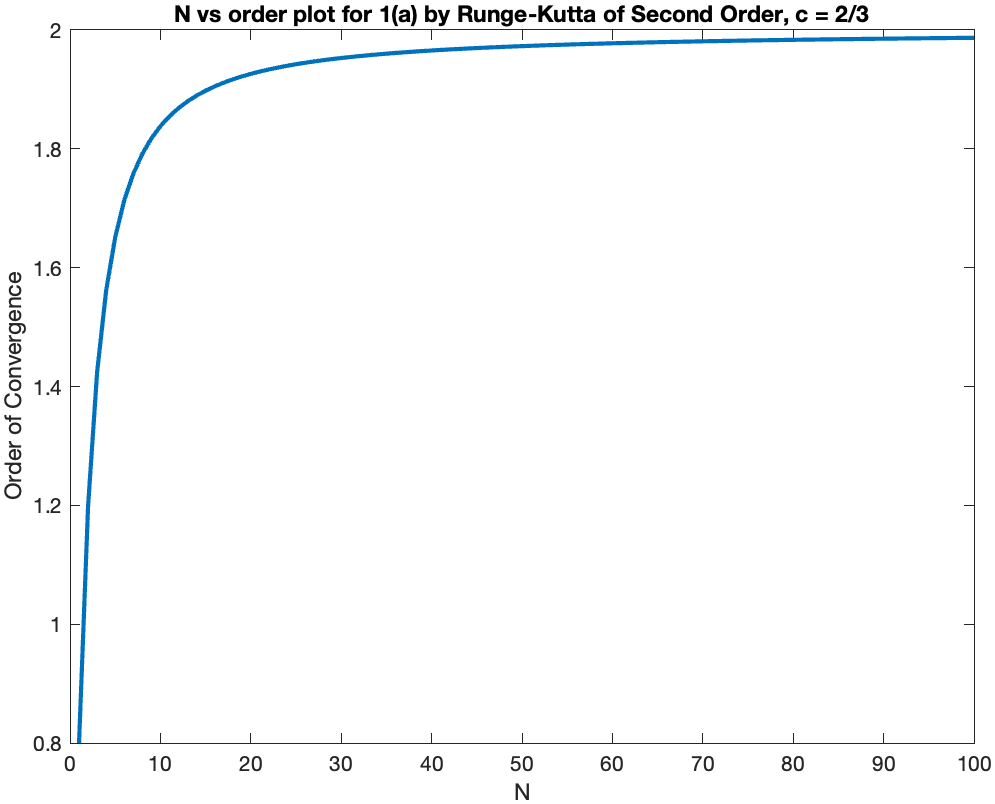 N vs order plot for 1(a) by Runge-Kutta of Second Order, c = 2/3
Order of Convergence
2
1.8
1.6
1.4
1.2
1
0.8
0 10 20 30 40 50 60 70 80 90 100
N